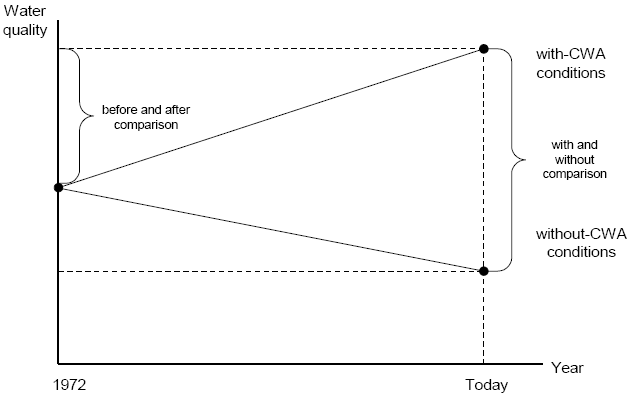 Water
quality
with-CWA
conditions
before and after
comparison
with and
without
comparison
without-CWA
conditions
Year
1972
Today